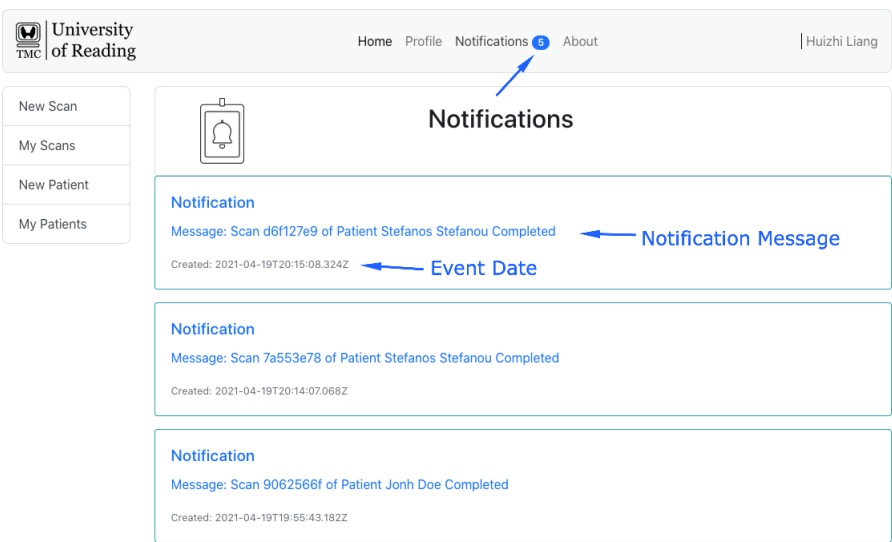 University
TMC of Reading
Home Profile Notifications 5 About
Huizhi Liang
New Scan
My Scans
New Patient
My Patients
Notifications
Notification
Message: Scan d6f127e9 of Patient Stefanos Stefanou Completed
Notification Message
Created: 2021-04-19T20:15:08.324Z
Event Date
Notification
Message: Scan 7a553e78 of Patient Stefanos Stefanou Completed
Created: 2021-04-19T20:14:07.068Z
Notification
Message: Scan 9062566f of Patient Jonh Doe Completed
Created: 2021-04-19T19:55:43.182Z